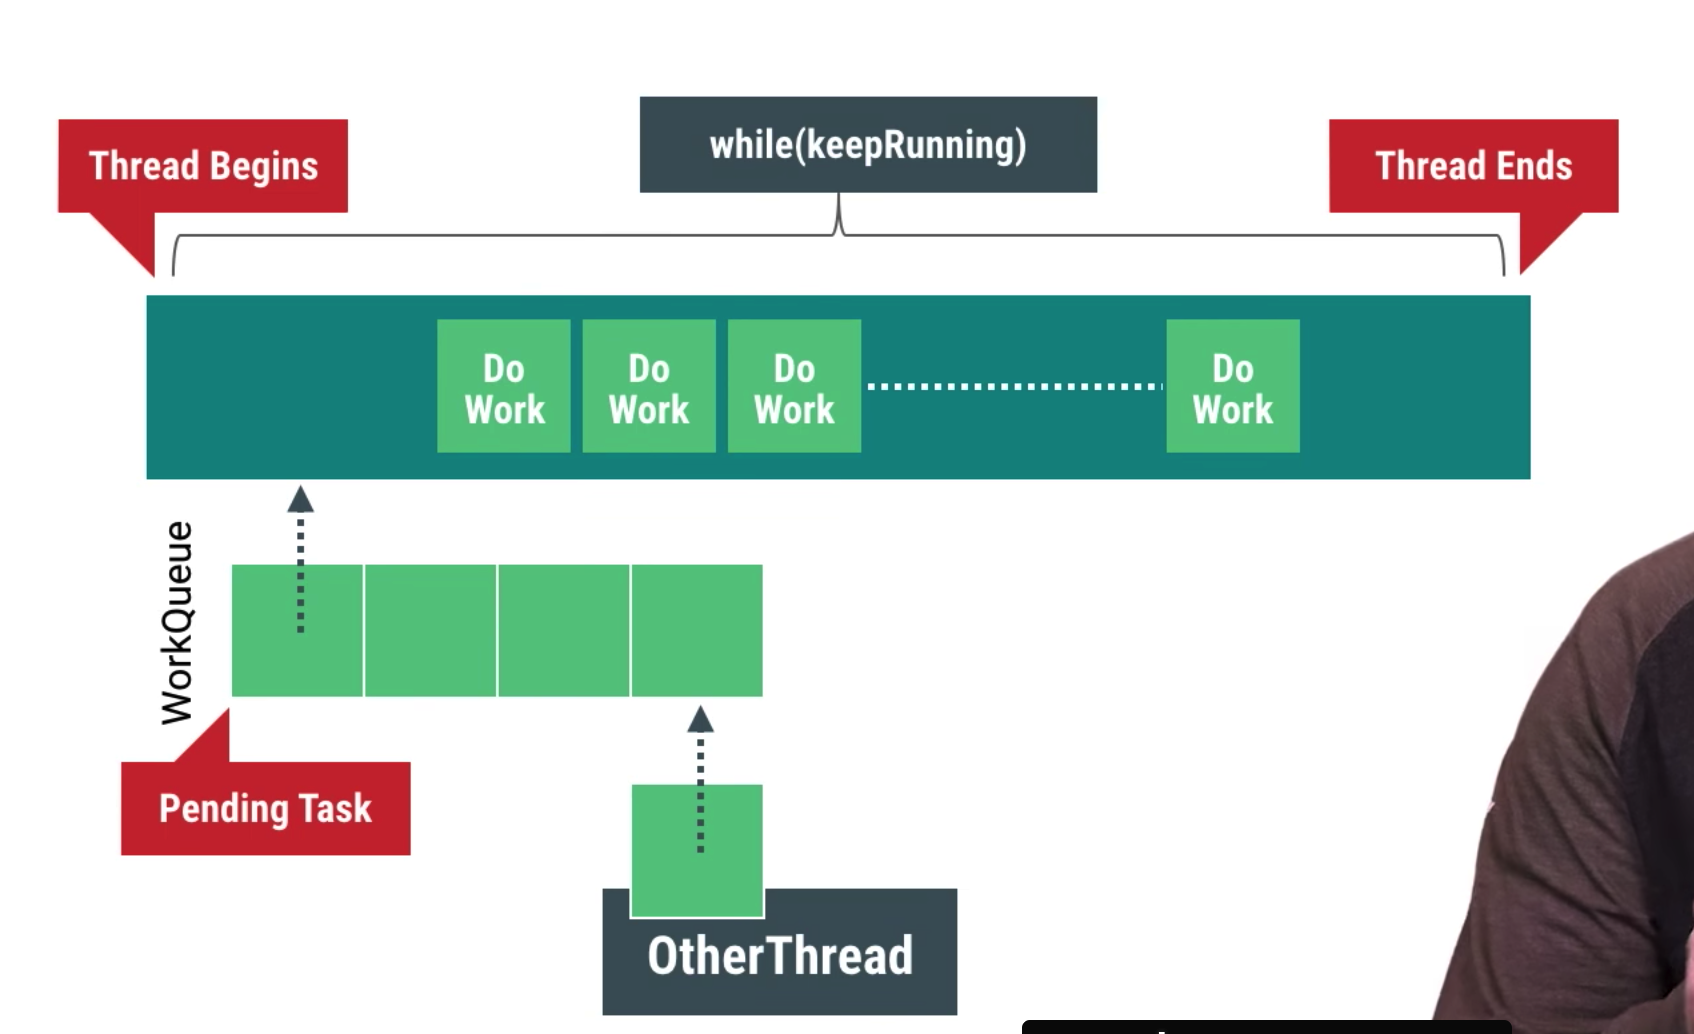 while(keepRunning)
Thread Begins
Thread Ends
Do
Work
Do
Work
Do
Work
Do
Work
WorkQueue
Pending Task
OtherThread